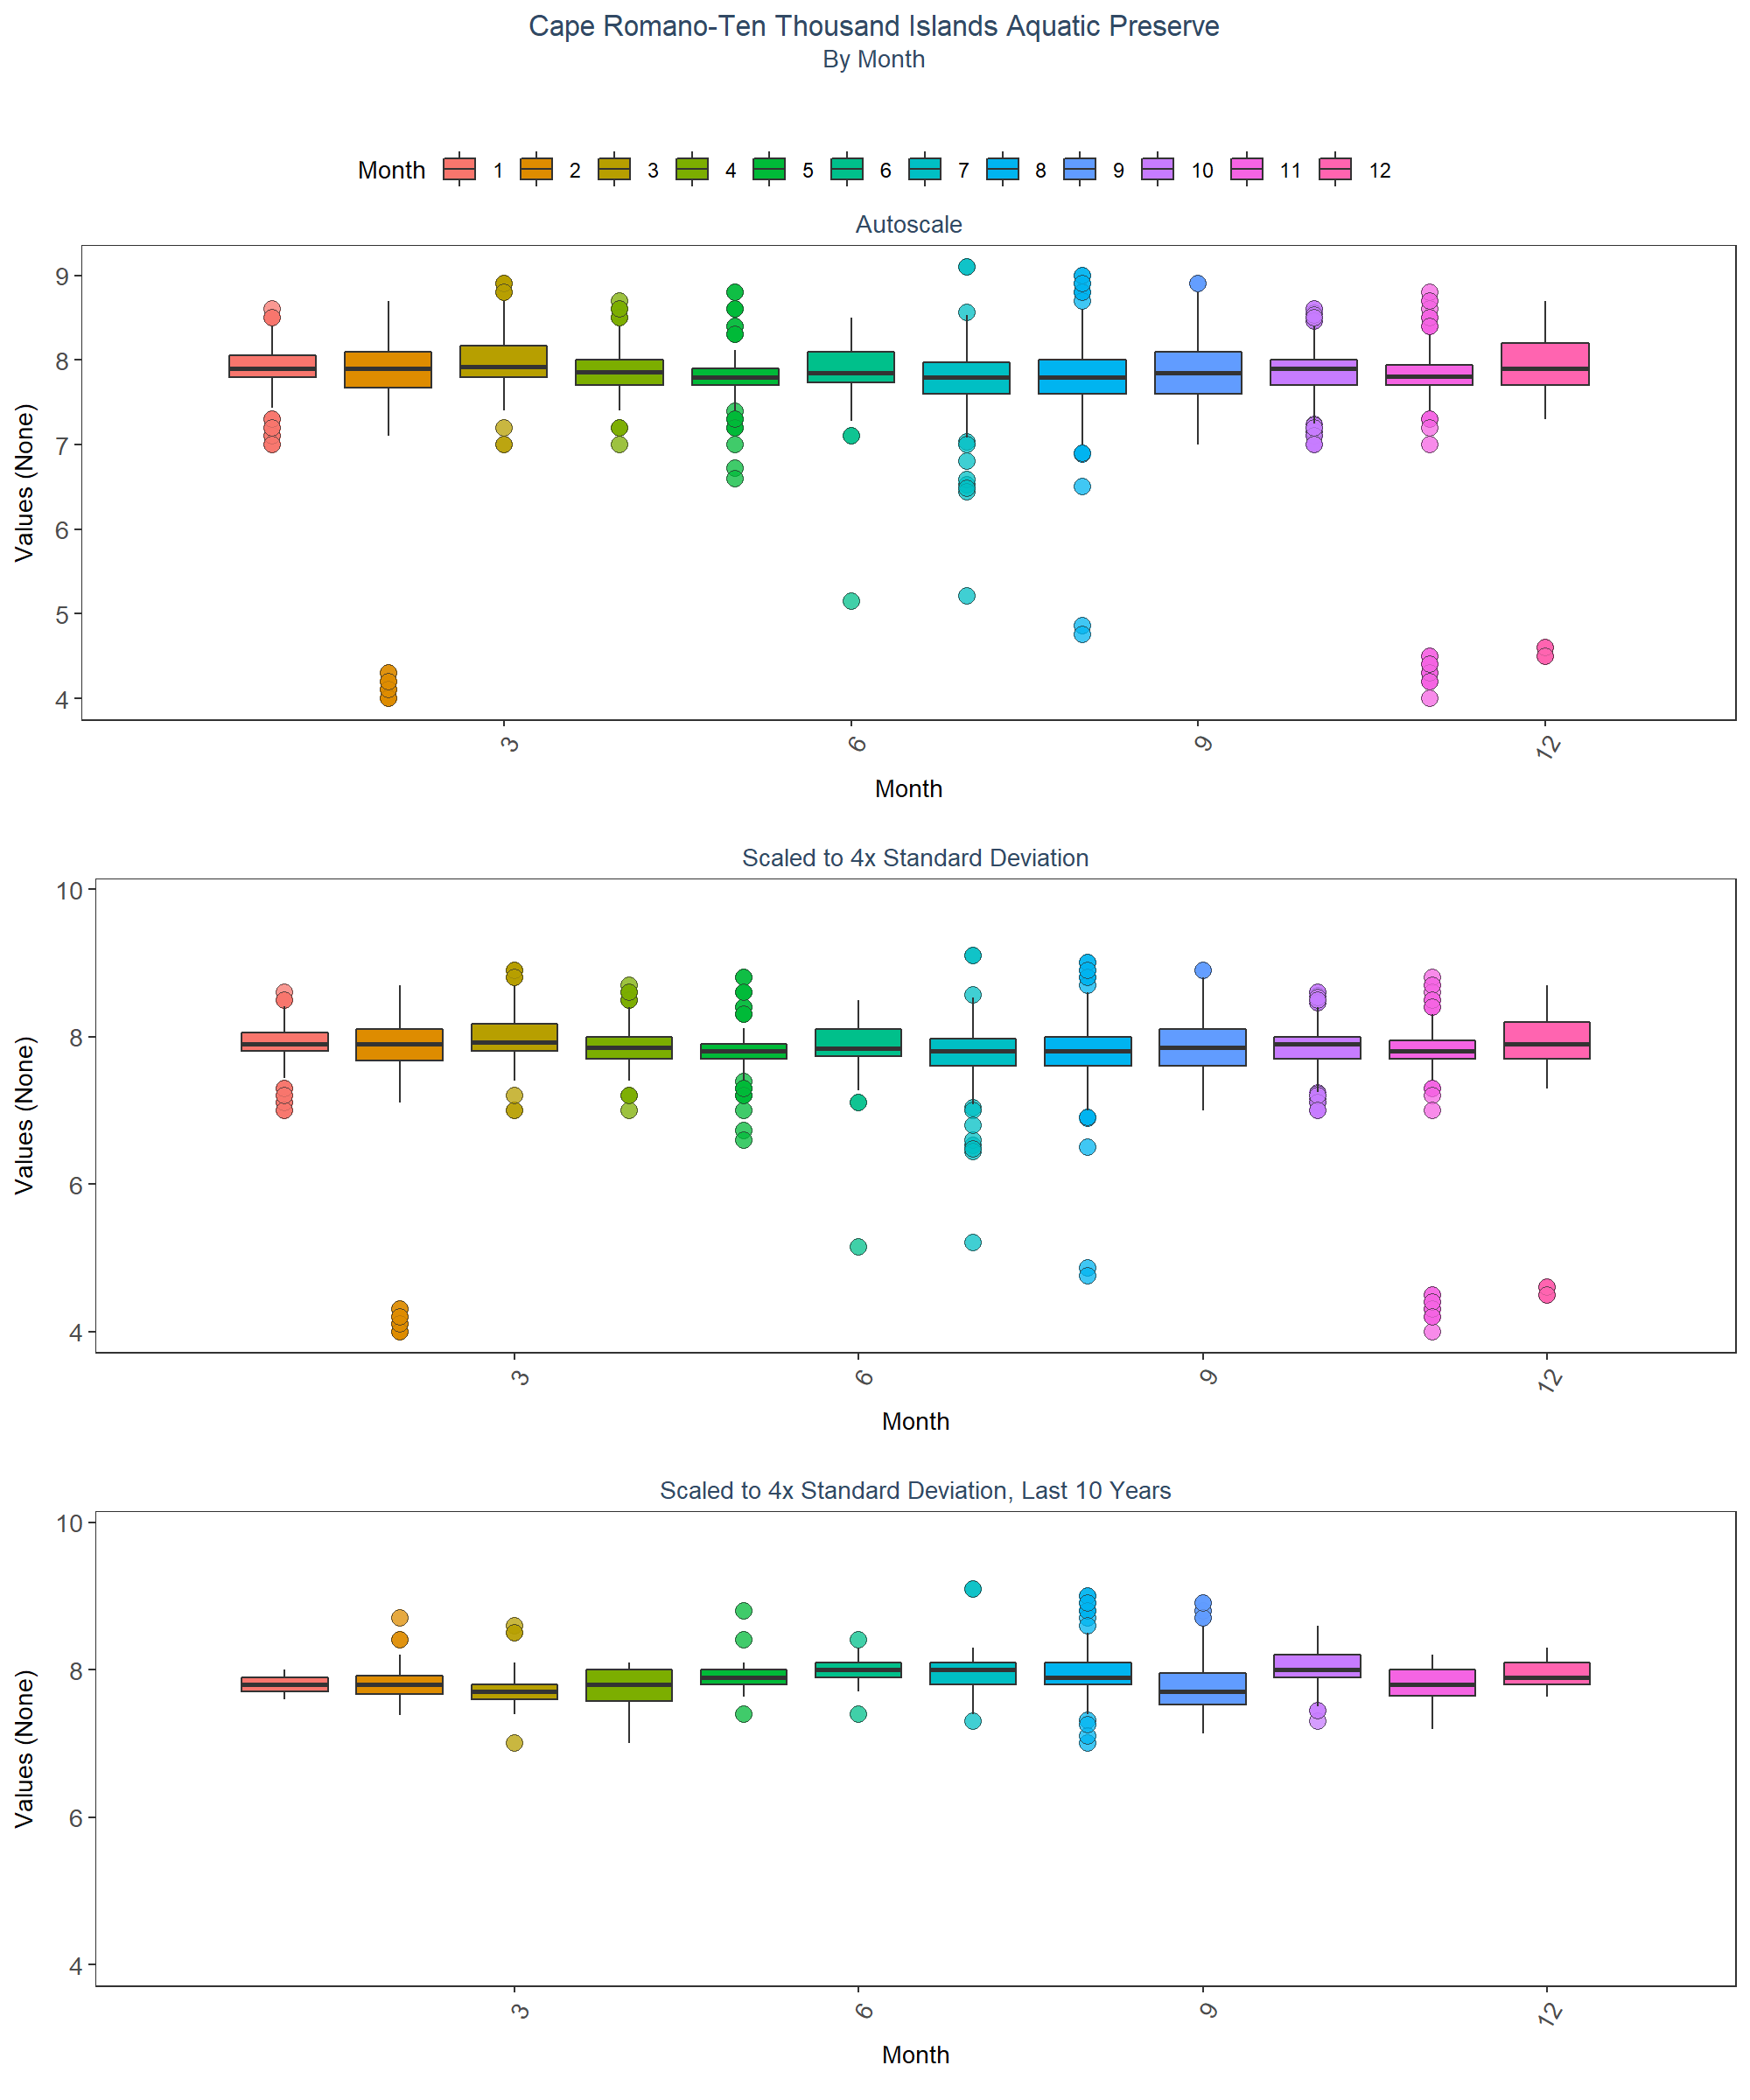 Cape Romano-Ten Thousand Islands Aquatic Preserve
By Month
Month 1 2 3 4 5 6 7 8 9 10 11 12
Autoscale
Values (None)
9
8
7
6
5
4
3 6 9 12
Month
Scaled to 4x Standard Deviation
Values (None)
10
8
6
4
3 6 9 12
Month
Scaled to 4x Standard Deviation, Last 10 Years
Values (None)
10
8
6
4
3 6 9 12
Month